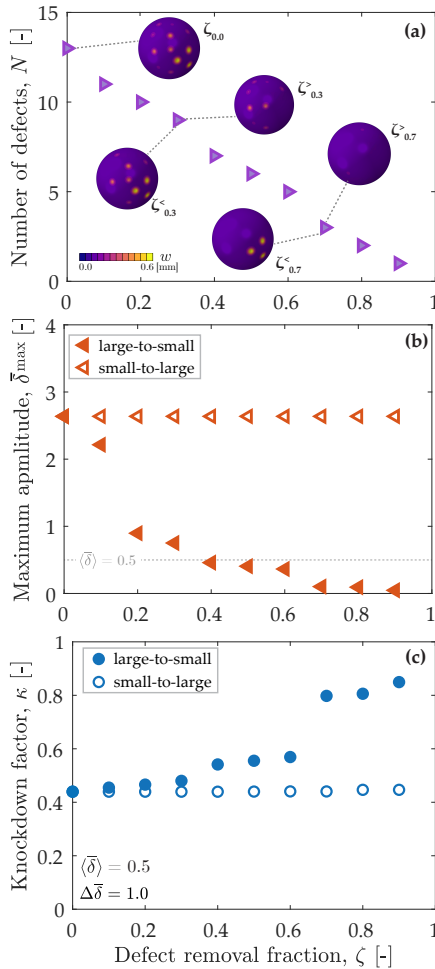 (a)
Number of defects, N [-]
15
10
5
0
0 0.2 0.4 0.6 0.8 1
ζ0.0
ζ>0.3
ζ>0.7
ζ<0.3
ζ<0.7
w
0.0 0.6
[mm]
(b)
Maximum apmlitude, δ̅max [-]
4
3
2
1
0
large-to-small
small-to-large
⟨δ̅⟩ = 0.5
0 0.2 0.4 0.6 0.8 1
(c)
Knockdown factor, κ [-]
1
0.8
0.6
0.4
0.2
0
large-to-small
small-to-large
⟨δ̅⟩ = 0.5
Δδ̅ = 1.0
0 0.2 0.4 0.6 0.8 1
Defect removal fraction, ζ [-]